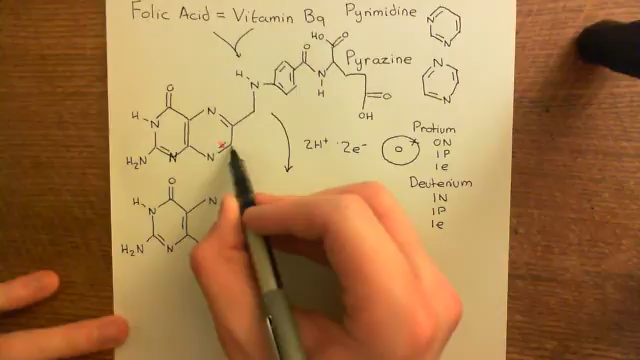 Folic Acid = Vitamin B9
Pyrimidine
N
N
Pyrazine
N
N
HO
O
O
H
N
N
H
O
OH
O
H
N
N
H2N
N
N
N
2H+ · 2e-
Protium
0N
1P
1e
Deuterium
1N
1P
1e
O
H
N
N
H2N
N